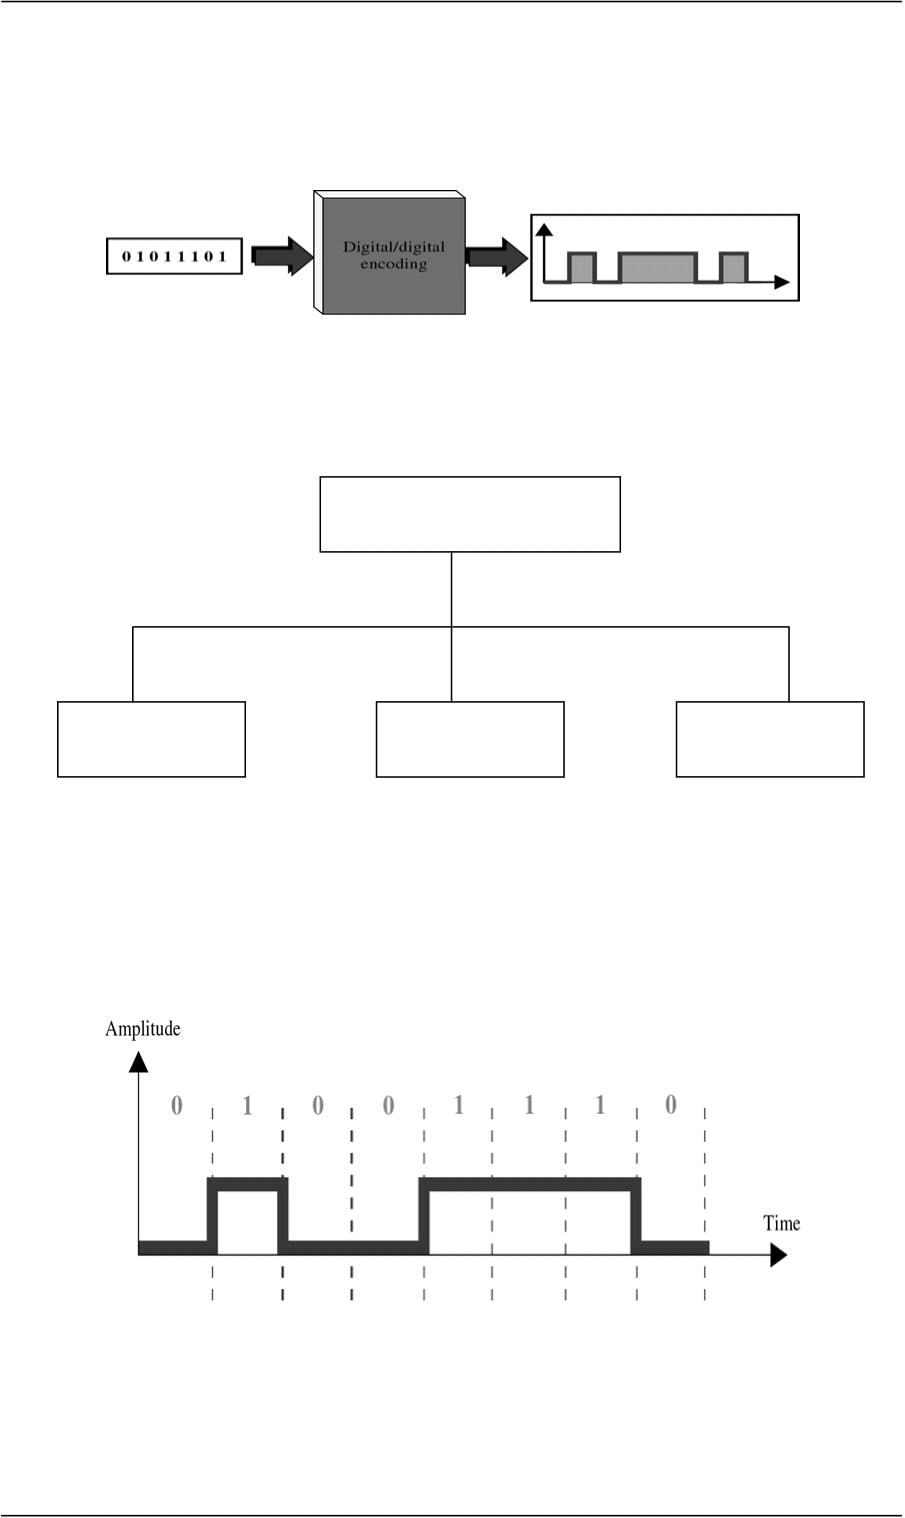 0 1 0 1 1 1 0 1
Digital/digital
encoding
Amplitude
0 1 0 0 1 1 1 0
Time